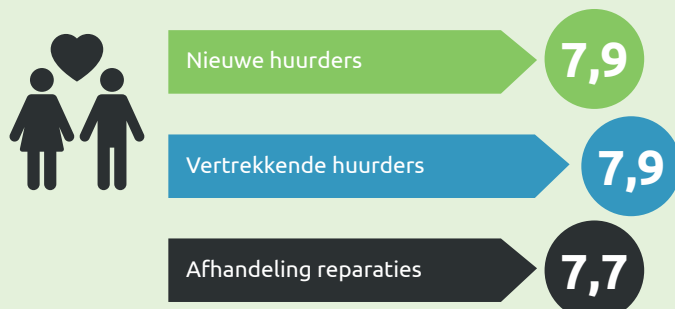 Nieuwe huurders 7,9
Vertrekkende huurders 7,9
Afhandeling reparaties 7,7